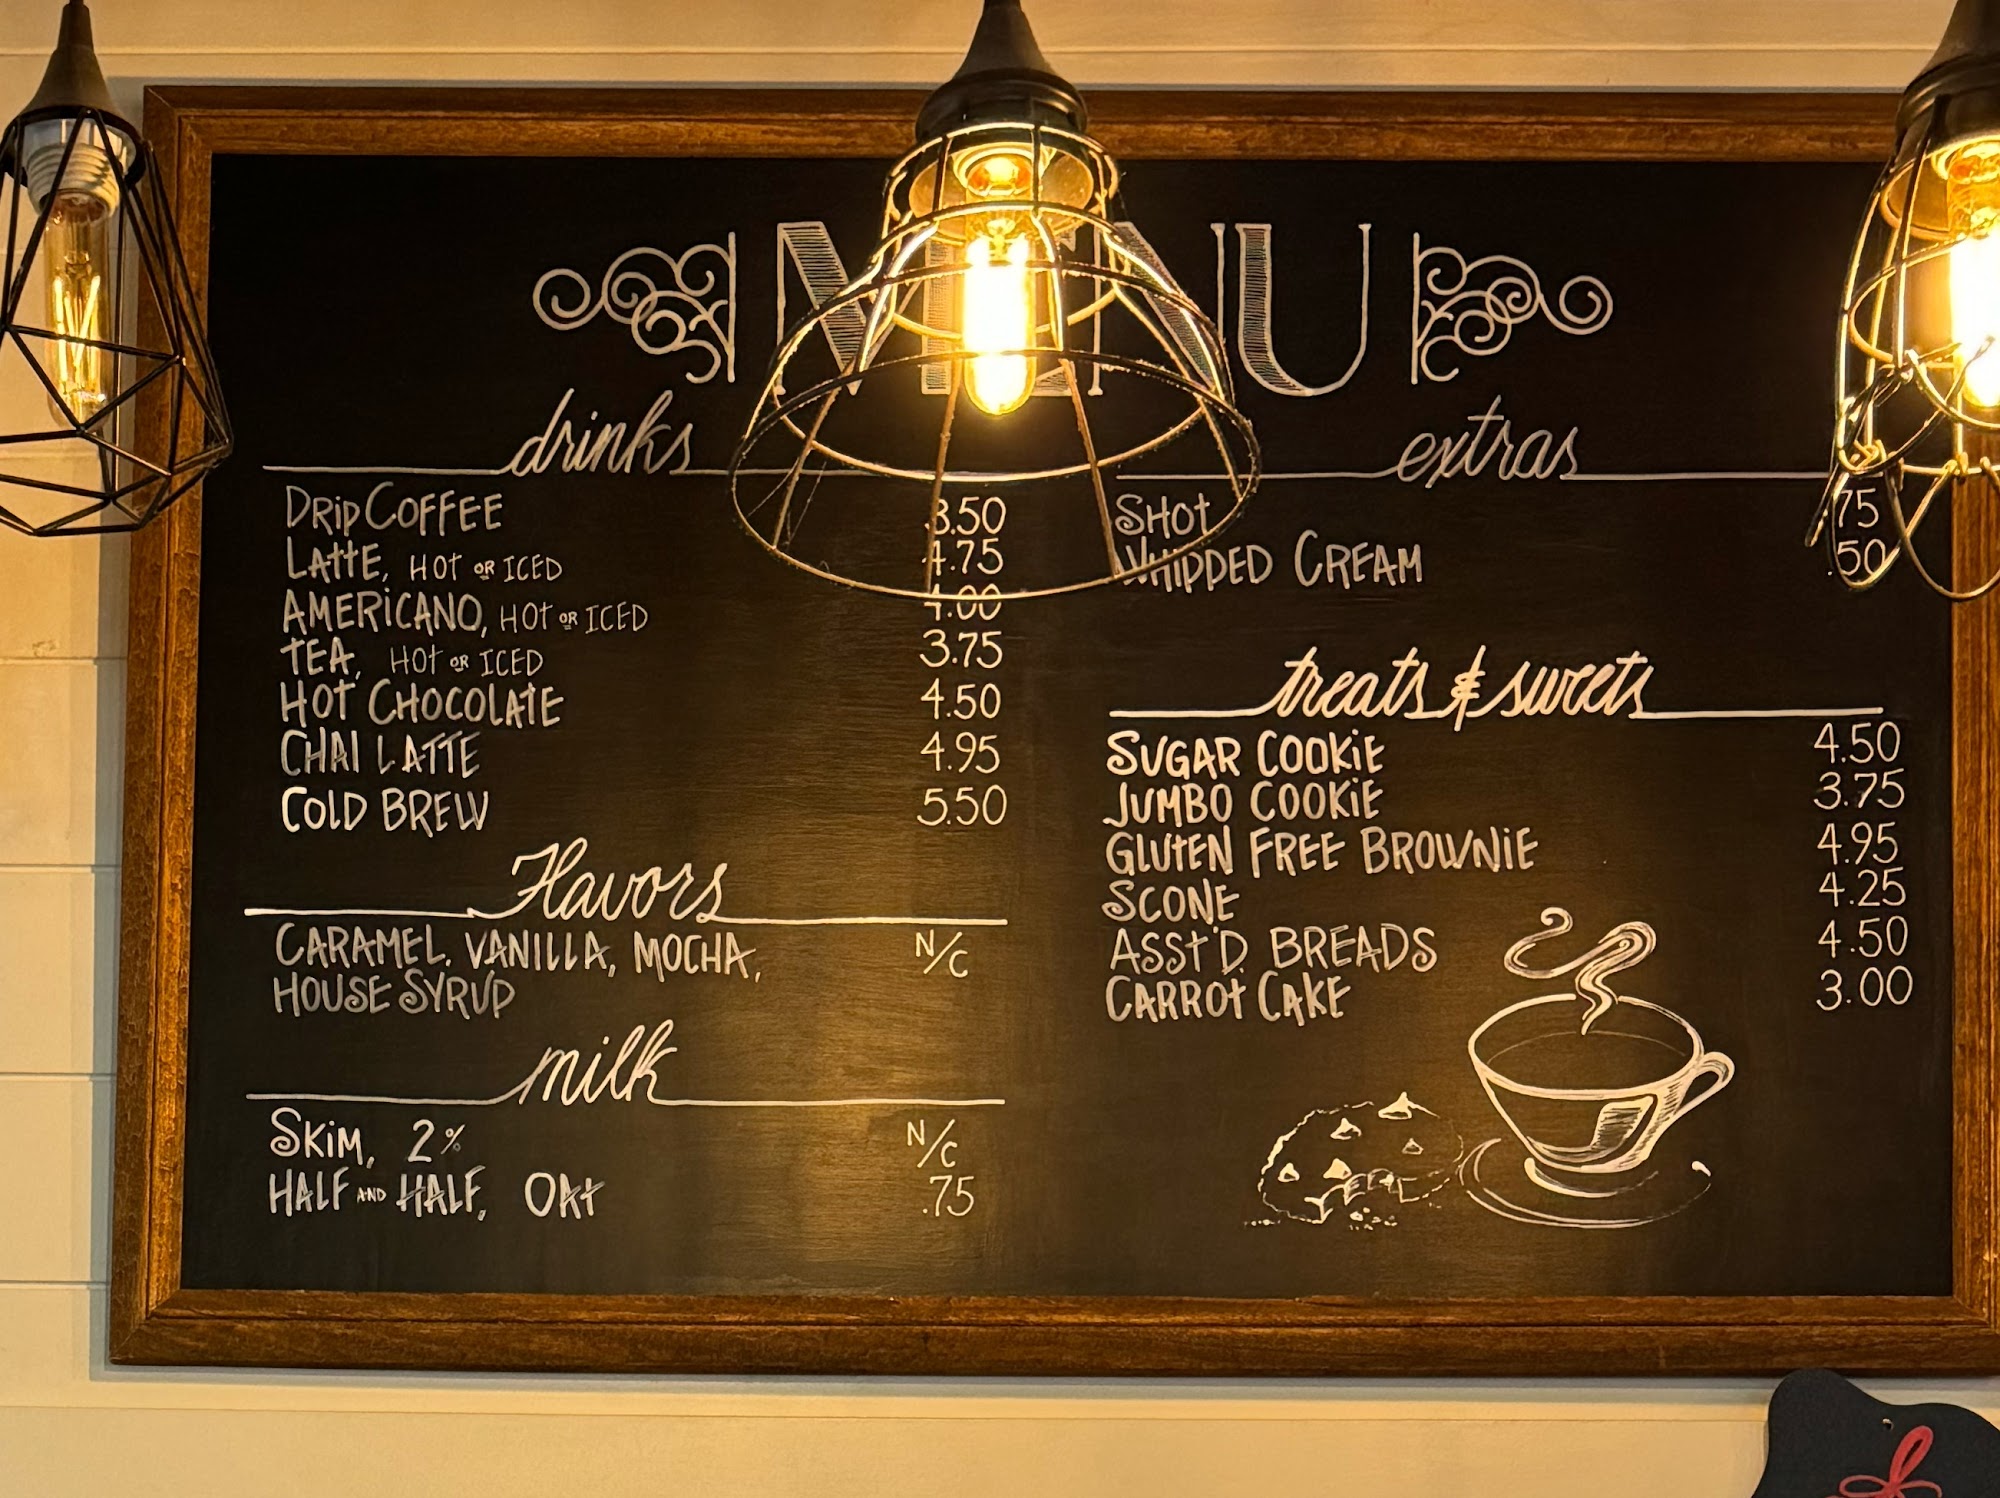 MENU
drinks
DRIP COFFEE 3.50
LATTE, HOT OR ICED 4.75
AMERICANO, HOT OR ICED 4.00
TEA, HOT OR ICED 3.75
HOT CHOCOLATE 4.50
CHAI LATTE 4.95
COLD BREW 5.50
Flavors
CARAMEL, VANILLA, MOCHA, N/C
HOUSE SYRUP
milk
SKIM, 2% N/C
HALF AND HALF, OAT .75
extras
SHOT .75
WHIPPED CREAM .50
treats & sweets
SUGAR COOKIE 4.50
JUMBO COOKIE 3.75
GLUTEN FREE BROWNIE 4.95
SCONE 4.25
ASST'D. BREADS 4.50
CARROT CAKE 3.00